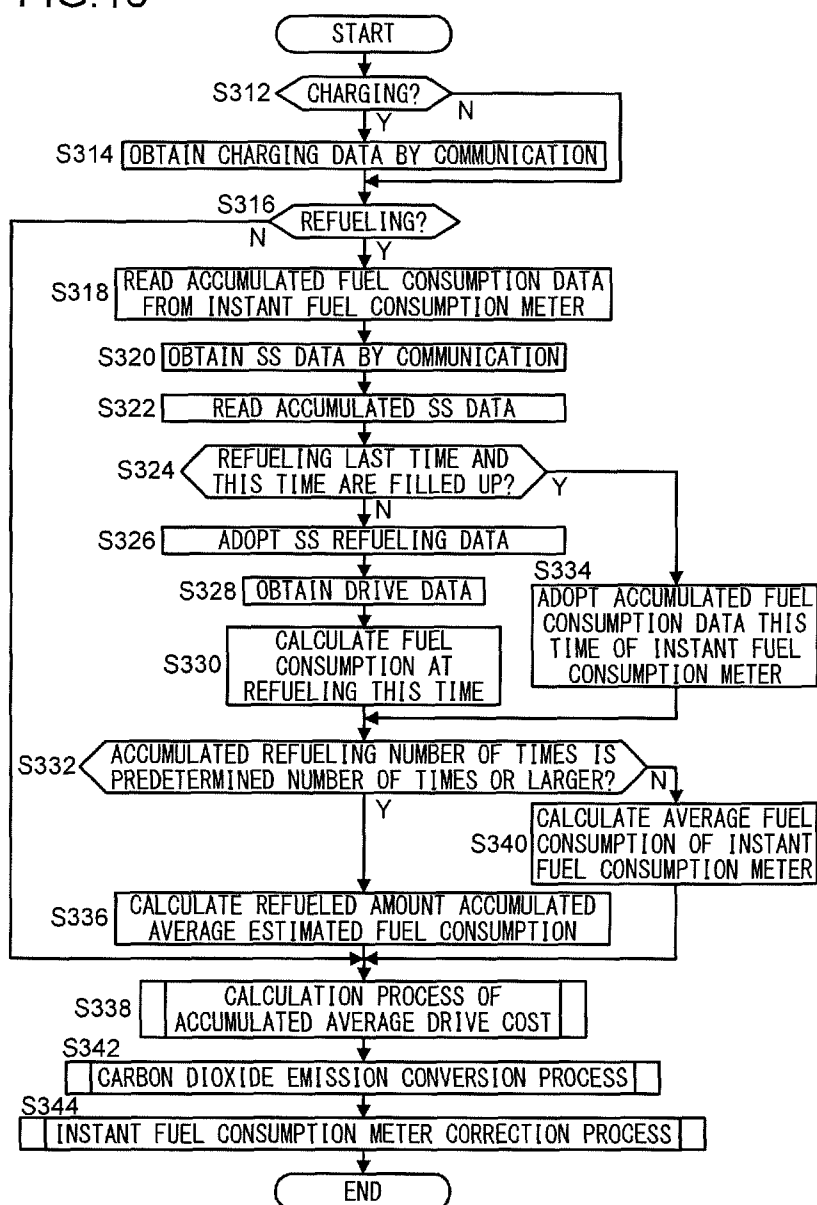 START
S312
CHARGING?
N
Y
S314
OBTAIN CHARGING DATA BY COMMUNICATION
S316
REFUELING?
N
Y
S318
READ ACCUMULATED FUEL CONSUMPTION DATA
FROM INSTANT FUEL CONSUMPTION METER
S320
OBTAIN SS DATA BY COMMUNICATION
S322
READ ACCUMULATED SS DATA
S324
REFUELING LAST TIME AND
THIS TIME ARE FILLED UP?
Y
N
S326
ADOPT SS REFUELING DATA
S328
OBTAIN DRIVE DATA
S334
ADOPT ACCUMULATED FUEL
CONSUMPTION DATA THIS
TIME OF INSTANT FUEL
CONSUMPTION METER
S330
CALCULATE FUEL
CONSUMPTION AT
REFUELING THIS TIME
S332
ACCUMULATED REFUELING NUMBER OF TIMES IS
PREDETERMINED NUMBER OF TIMES OR LARGER?
N
Y
S340
CALCULATE AVERAGE FUEL
CONSUMPTION OF INSTANT
FUEL CONSUMPTION METER
S336
CALCULATE REFUELED AMOUNT ACCUMULATED
AVERAGE ESTIMATED FUEL CONSUMPTION
S338
CALCULATION PROCESS OF
ACCUMULATED AVERAGE DRIVE COST
S342
CARBON DIOXIDE EMISSION CONVERSION PROCESS
S344
INSTANT FUEL CONSUMPTION METER CORRECTION PROCESS
END